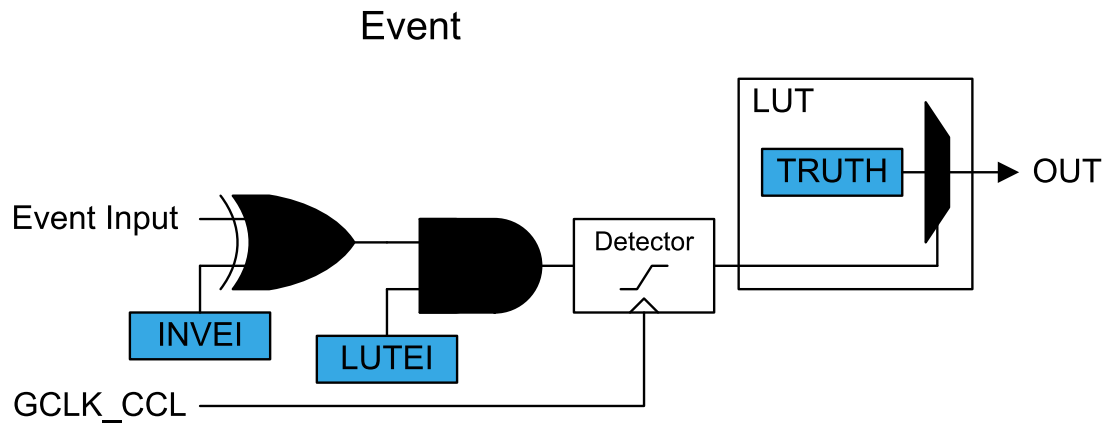 Event
LUT
TRUTH
OUT
Event Input
Detector
INVEI
LUTEI
GCLK_CCL